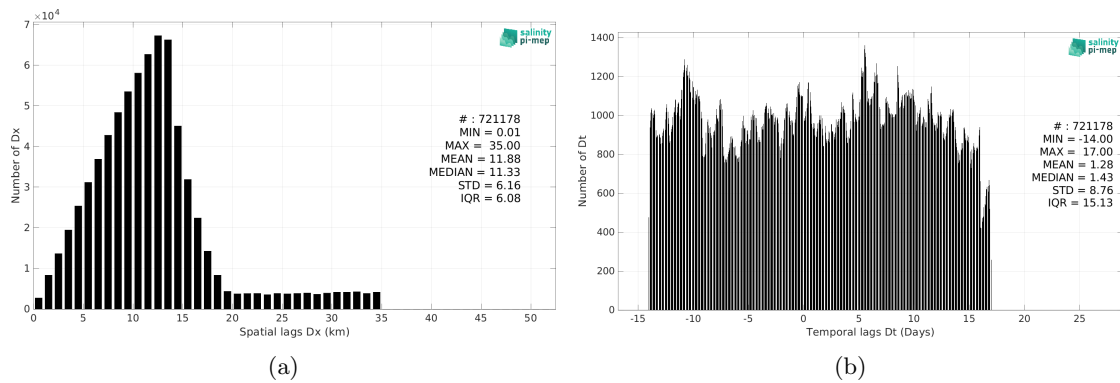 ×10⁴
7
6
5
4
3
2
1
0
Number of Dx
salinity
pi-mep
# : 721178
MIN = 0.01
MAX = 35.00
MEAN = 11.88
MEDIAN = 11.33
STD = 6.16
IQR = 6.08
0 5 10 15 20 25 30 35 40 45 50
Spatial lags Dx (km)
(a)
1400
1200
1000
800
600
400
200
0
Number of Dt
salinity
pi-mep
# : 721178
MIN = -14.00
MAX = 17.00
MEAN = 1.28
MEDIAN = 1.43
STD = 8.76
IQR = 15.13
-15 -10 -5 0 5 10 15 20 25
Temporal lags Dt (Days)
(b)